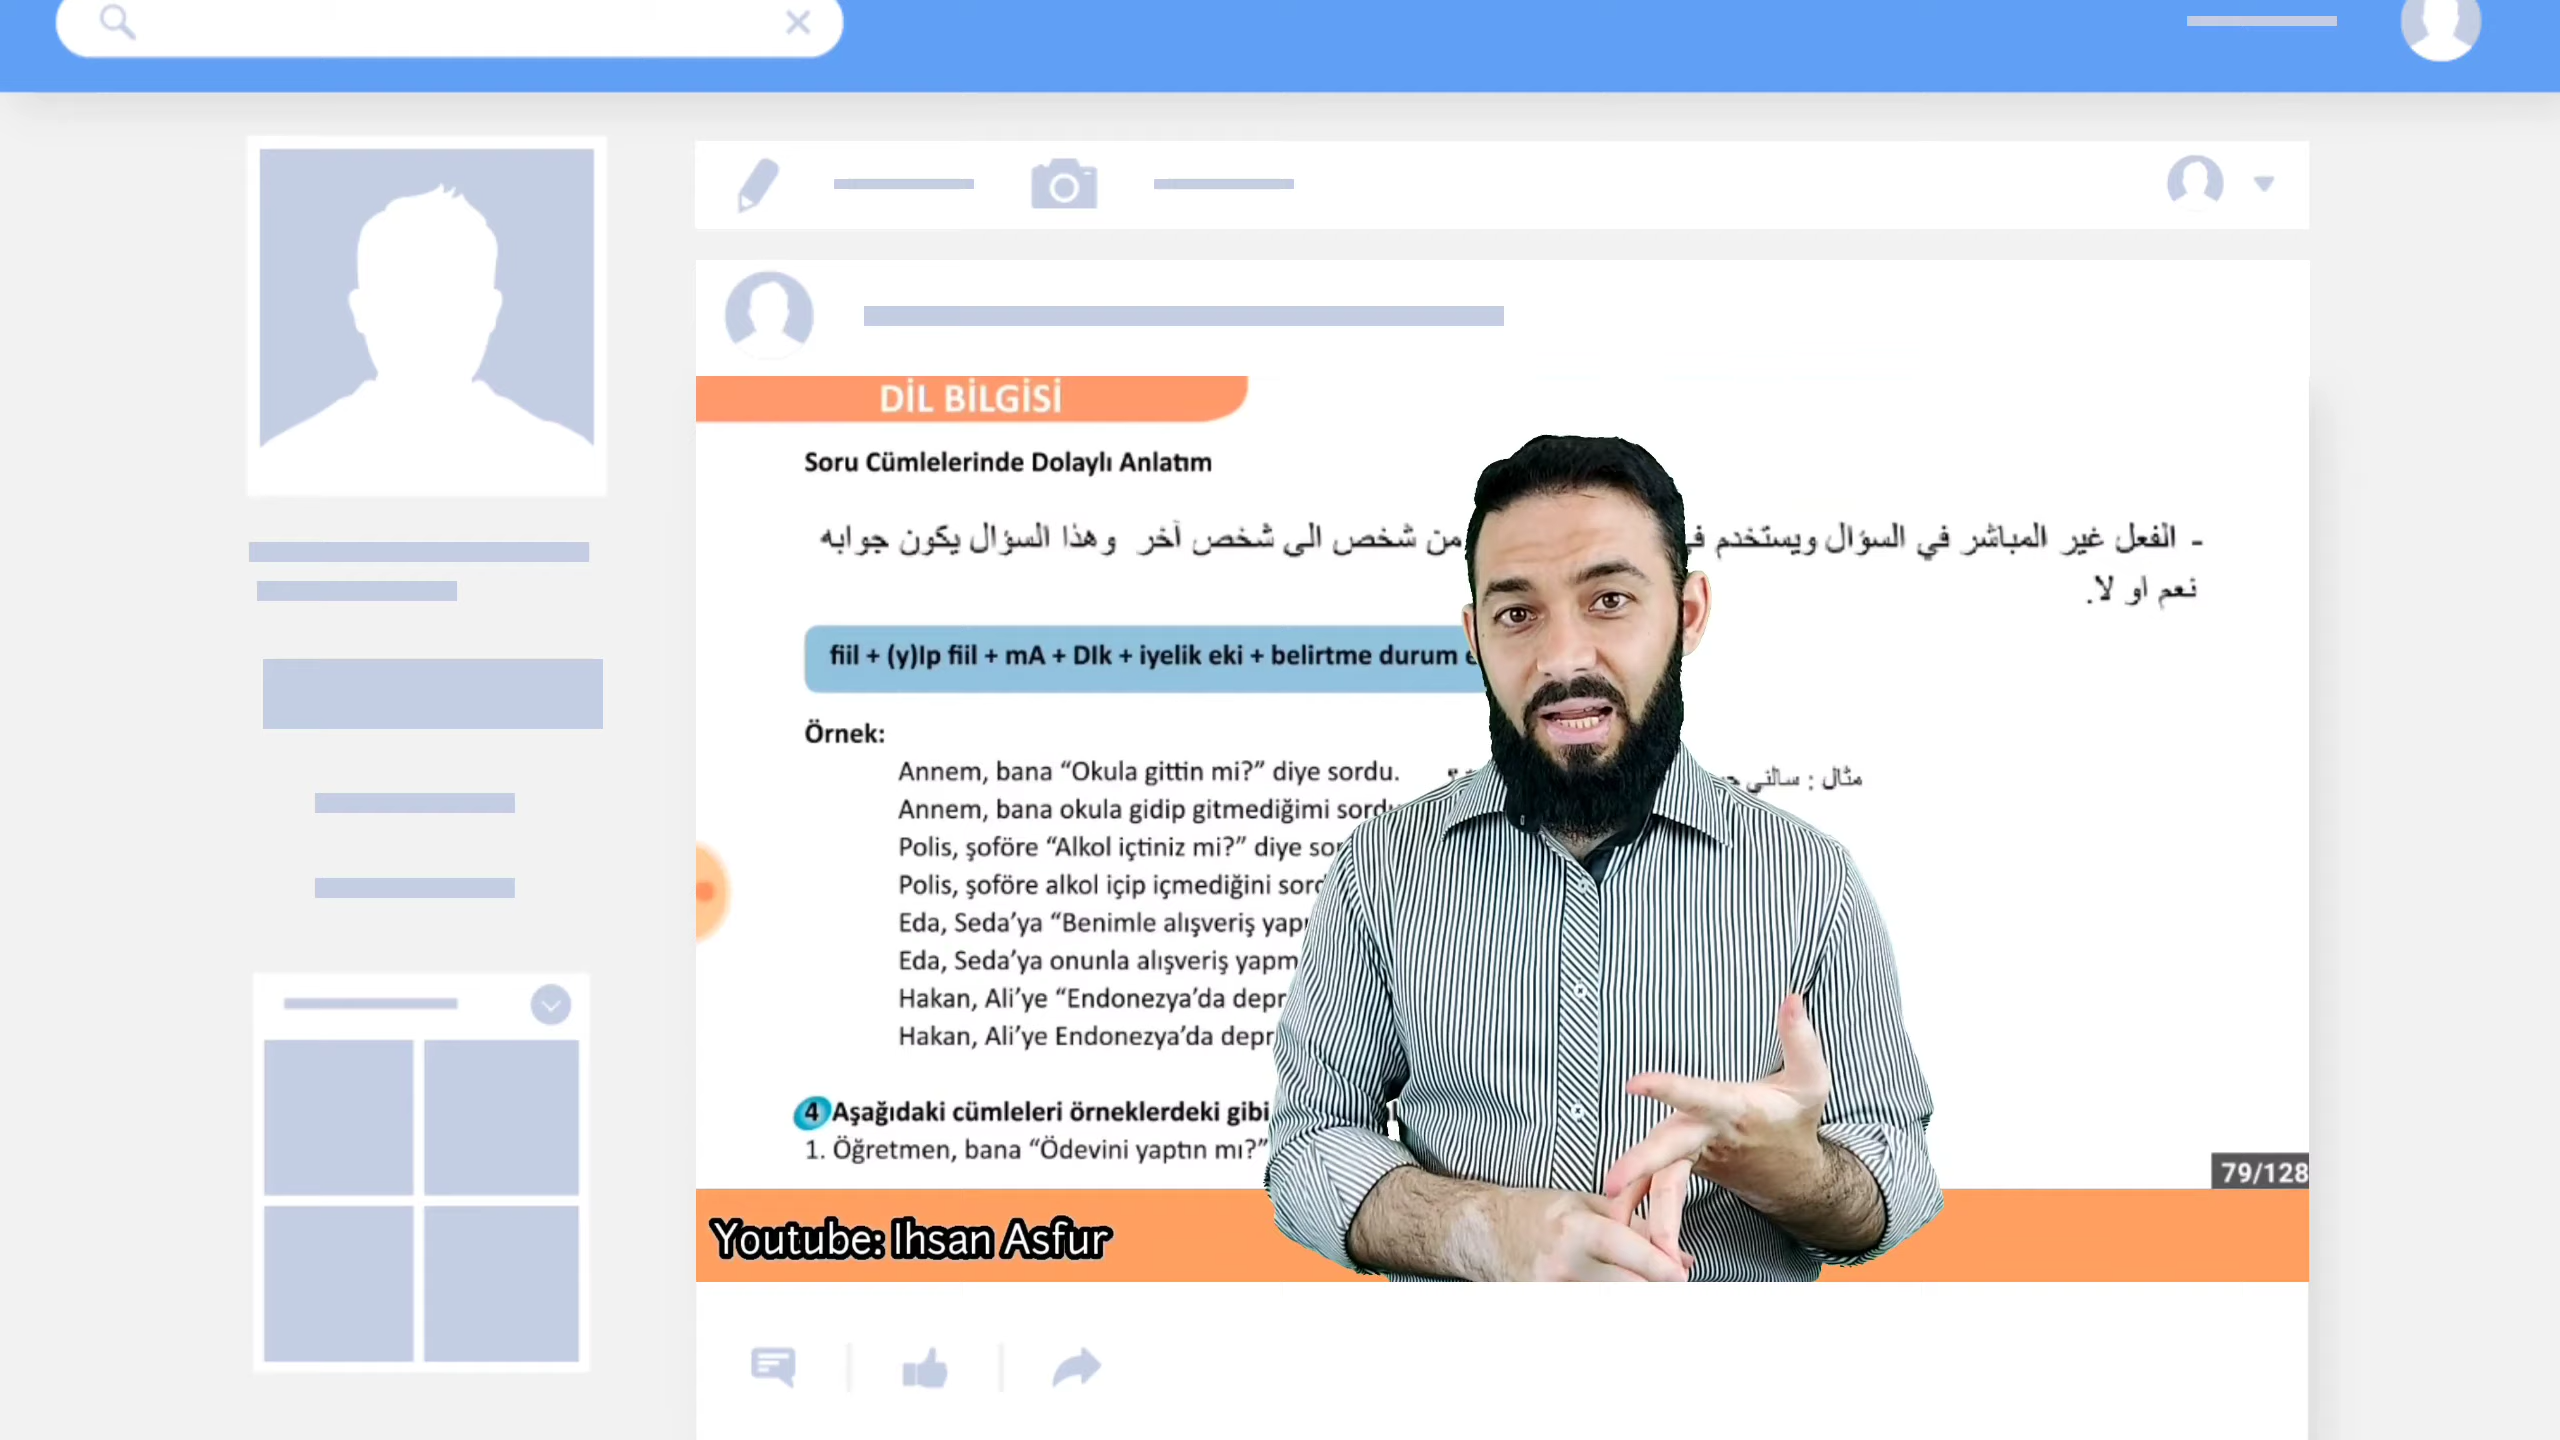 DİL BİLGİSİ
Soru Cümlelerinde Dolaylı Anlatım
- الفعل غير المباشر في السؤال ويستخدم من شخص الى شخص آخر وهذا السؤال يكون جوابه
نعم او لا.
fiil + (y)Ip fiil + mA + DIk + iyelik eki + belirtme durum
Örnek:
Annem, bana “Okula gittin mi?” diye sordu.
مثال : سألني
Annem, bana okula gidip gitmediğimi
Polis, şoföre “Alkol içtiniz mi?” diye
Polis, şoföre alkol içip içmediğini
Eda, Seda’ya “Benimle alışveriş
Eda, Seda’ya onunla alışveriş
Hakan, Ali’ye “Endonezya’da
Hakan, Ali’ye Endonezya’da
4 Aşağıdaki cümleleri örneklerdeki gibi
1. Öğretmen, bana “Ödevini yaptın mı?”
79/128
Youtube: Ihsan Asfur